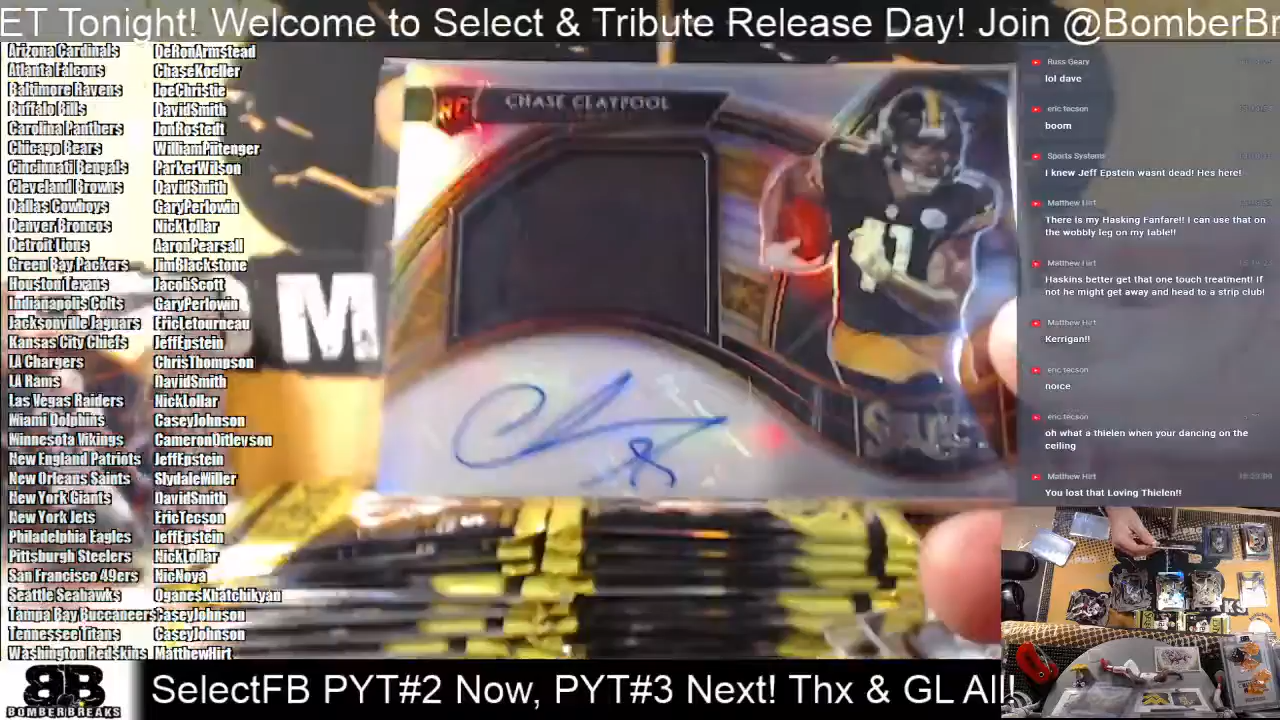 ET Tonight! Welcome to Select & Tribute Release Day! Join @BomberBr
Arizona Cardinals DeRonArmstead
Atlanta Falcons ChaseKoeller
Baltimore Ravens JoeChristie
Buffalo Bills DavidSmith
Carolina Panthers JonRostedt
Chicago Bears WilliamPittenger
Cincinnati Bengals ParkerWilson
Cleveland Browns DavidSmith
Dallas Cowboys GaryPerlowin
Denver Broncos NickLollar
Detroit Lions AaronPearsall
Green Bay Packers JimBlackstone
Houston Texans JacobScott
Indianapolis Colts GaryPerlowin
Jacksonville Jaguars EricLetourneau
Kansas City Chiefs JeffEpstein
LA Chargers ChrisThompson
LA Rams DavidSmith
Las Vegas Raiders NickLollar
Miami Dolphins CaseyJohnson
Minnesota Vikings CameronDitlevson
New England Patriots JeffEpstein
New Orleans Saints SlydaleMiller
New York Giants DavidSmith
New York Jets EricTecson
Philadelphia Eagles JeffEpstein
Pittsburgh Steelers NickLollar
San Francisco 49ers NicNoya
Seattle Seahawks OganesKhatchikyan
Tampa Bay Buccaneers CaseyJohnson
Tennessee Titans CaseyJohnson
Washington Redskins MatthewHirt
RC
CHASE CLAYPOOL
M
Russ Geary
lol dave
eric tecson
boom
Sports Systems
I knew Jeff Epstein wasnt dead! Hes here!
Matthew Hirt
There is my Hasking Fanfare!! I can use that on
the wobbly leg on my table!!
Matthew Hirt
Haskins better get that one touch treatment! If
not he might get away and head to a strip club!
Matthew Hirt
Kerrigan!!
eric tecson
noice
eric tecson
oh what a thielen when your dancing on the
ceiling
Matthew Hirt
You lost that Loving Thielen!!
BB
BOMBERBREAKS
SelectFB PYT#2 Now, PYT#3 Next! Thx & GL All!